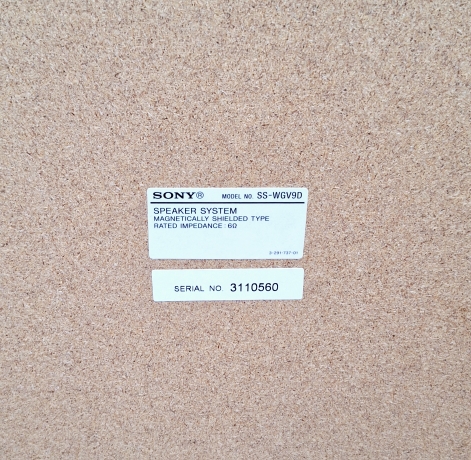 SONY® MODEL NO. SS-WGV9D
SPEAKER SYSTEM
MAGNETICALLY SHIELDED TYPE
RATED IMPEDANCE : 6Ω
SERIAL NO. 3110560